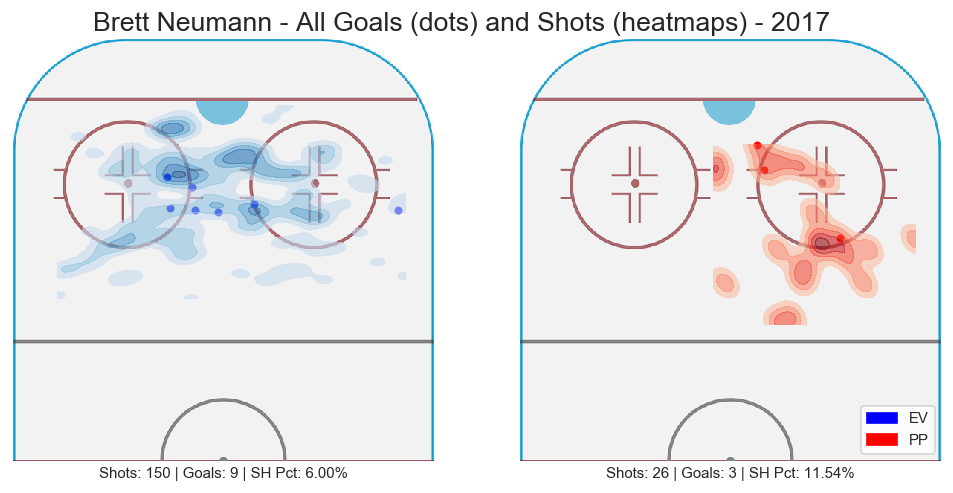 Brett Neumann - All Goals (dots) and Shots (heatmaps) - 2017
EV
PP
Shots: 150 | Goals: 9 | SH Pct: 6.00%
Shots: 26 | Goals: 3 | SH Pct: 11.54%